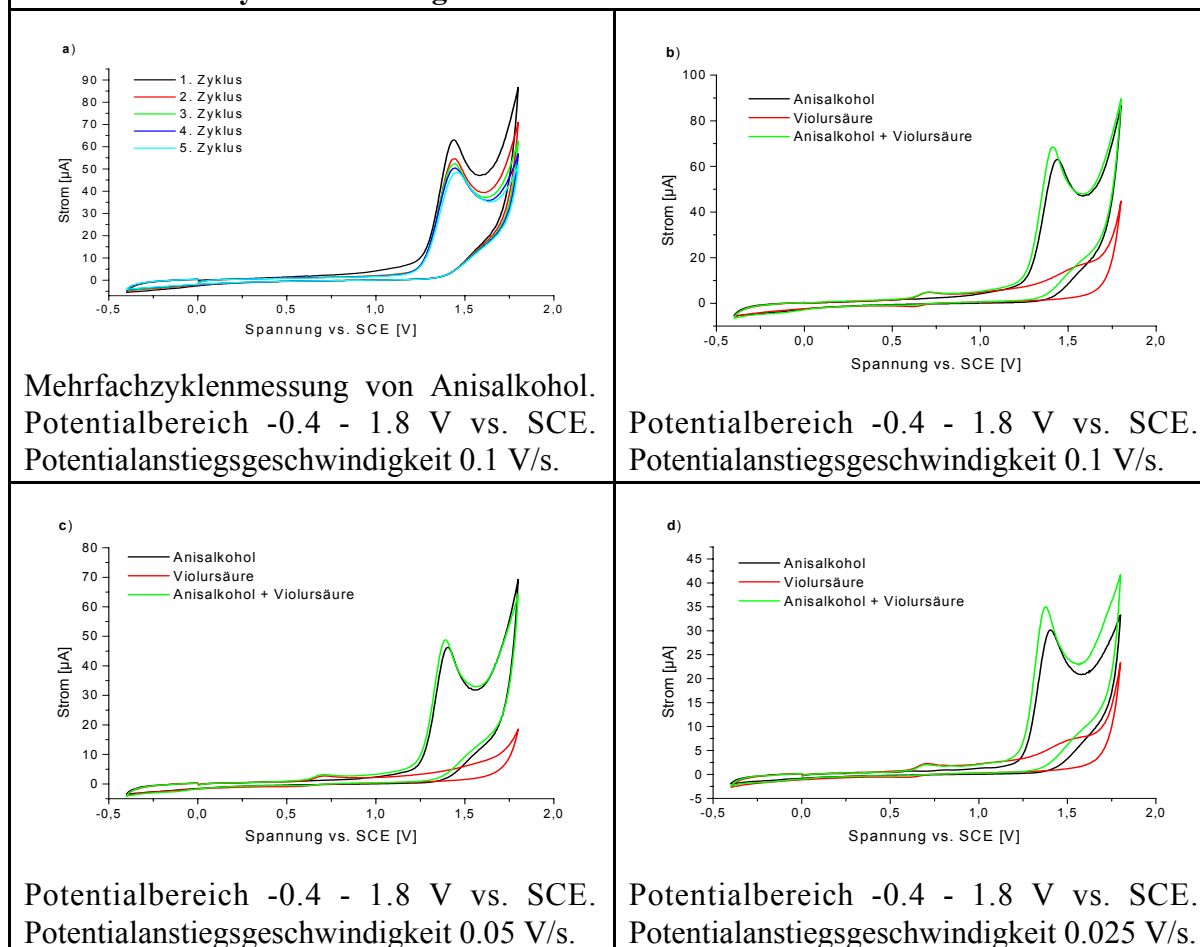 a)
90
80
70
60
50
40
30
20
10
0
Strom [µA]
1. Zyklus
2. Zyklus
3. Zyklus
4. Zyklus
5. Zyklus
-0,5 0,0 0,5 1,0 1,5 2,0
Spannung vs. SCE [V]
Mehrfachzyklenmessung von Anisalkohol.
Potentialbereich -0.4 - 1.8 V vs. SCE.
Potentialanstiegsgeschwindigkeit 0.1 V/s.
b)
100
80
60
40
20
0
Strom [µA]
Anisalkohol
Violursäure
Anisalkohol + Violursäure
-0,5 0,0 0,5 1,0 1,5 2,0
Spannung vs. SCE [V]
Potentialbereich -0.4 - 1.8 V vs. SCE.
Potentialanstiegsgeschwindigkeit 0.1 V/s.
c)
80
70
60
50
40
30
20
10
0
Strom [µA]
Anisalkohol
Violursäure
Anisalkohol + Violursäure
-0,5 0,0 0,5 1,0 1,5 2,0
Spannung vs. SCE [V]
Potentialbereich -0.4 - 1.8 V vs. SCE.
Potentialanstiegsgeschwindigkeit 0.05 V/s.
d)
45
40
35
30
25
20
15
10
5
0
-5
Strom [µA]
Anisalkohol
Violursäure
Anisalkohol + Violursäure
-0,5 0,0 0,5 1,0 1,5 2,0
Spannung vs. SCE [V]
Potentialbereich -0.4 - 1.8 V vs. SCE.
Potentialanstiegsgeschwindigkeit 0.025 V/s.